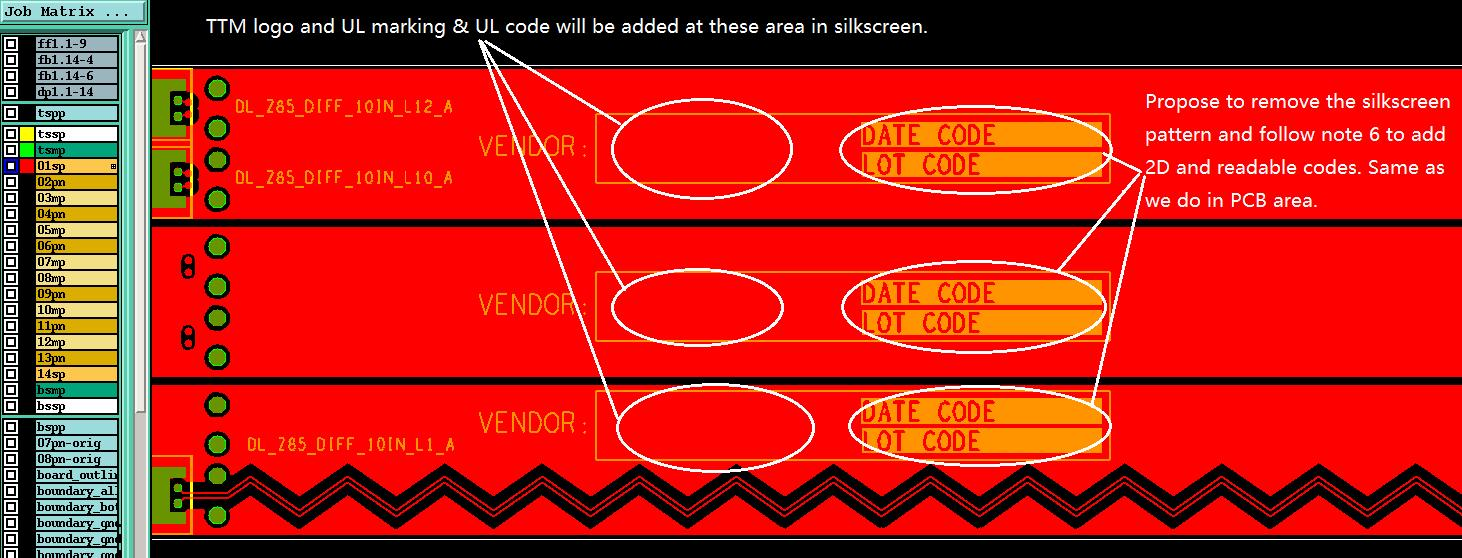 Job Matrix ...
TTM logo and UL marking & UL code will be added at these area in silkscreen.
ff1.1-9
fb1.14-4
fb1.14-6
dp1.1-14
tspp
tssp
tsmp
01sp
02pn
03mp
04pn
05mp
06pn
07mp
08mp
09pn
10mp
11pn
12mp
13pn
14sp
bsmp
bssp
bspp
07pn-orig
08pn-orig
board_outlin
boundary_all
boundary_bot
boundary_gnd
boundary_gnd
boundary_gnd
DL_Z85_DIFF_10IN_L12_A
VENDOR:
DATE CODE
LOT CODE
DL_Z85_DIFF_10IN_L10_A
Propose to remove the silkscreen
pattern and follow note 6 to add
2D and readable codes. Same as
we do in PCB area.
VENDOR:
DATE CODE
LOT CODE
VENDOR:
DATE CODE
LOT CODE
DL_Z85_DIFF_10IN_L1_A